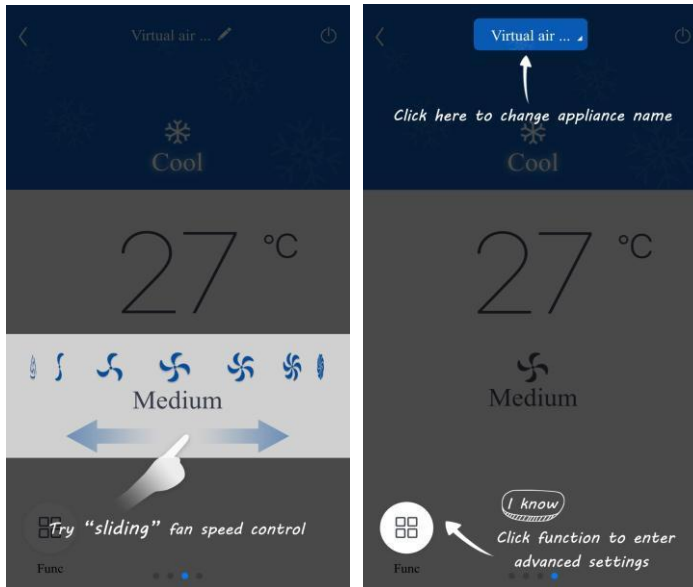 Virtual air ...
Cool
27 °C
Medium
Try “sliding” fan speed control
Func
Virtual air ...
Click here to change appliance name
Cool
27 °C
Medium
I know
Click function to enter
advanced settings
Func